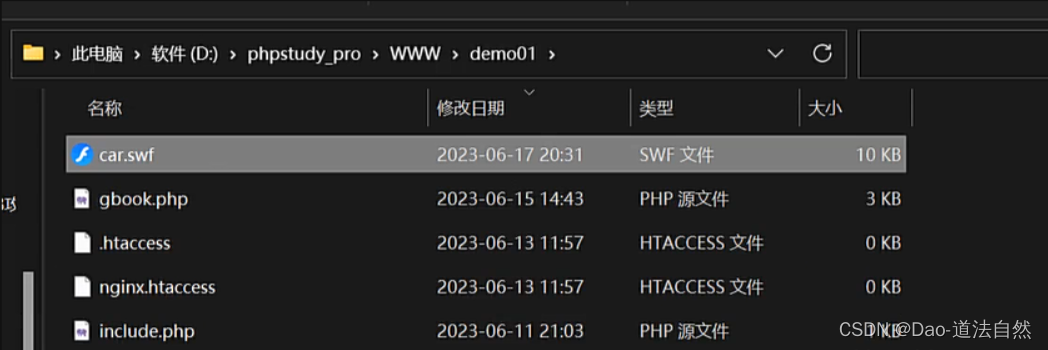 此电脑 › 软件 (D:) › phpstudy_pro › WWW › demo01 ›
名称 修改日期 类型 大小
car.swf 2023-06-17 20:31 SWF 文件 10 KB
gbook.php 2023-06-15 14:43 PHP 源文件 3 KB
.htaccess 2023-06-13 11:57 HTACCESS 文件 0 KB
nginx.htaccess 2023-06-13 11:57 HTACCESS 文件 0 KB
include.php 2023-06-11 21:03 PHP 源文件 1 KB
CSDN @Dao-道法自然